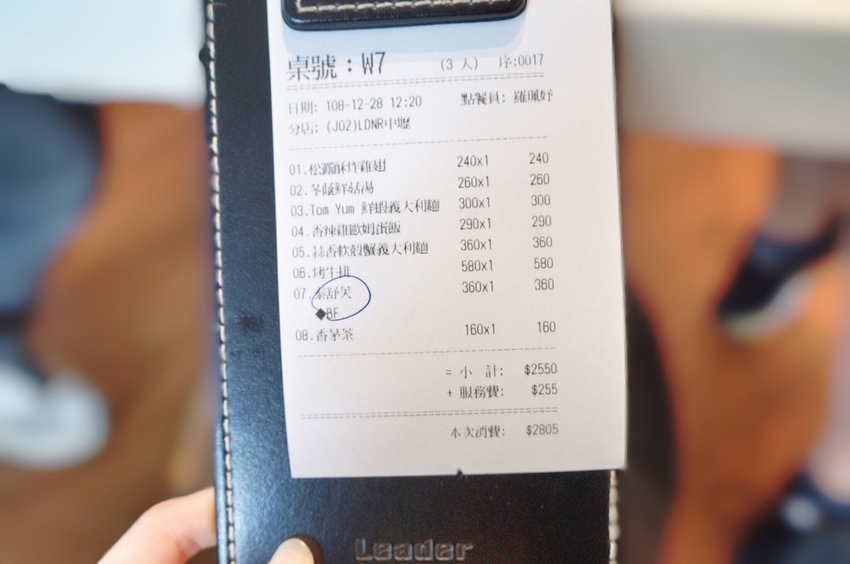 桌號：W7 (3 人) 序:0017
日期: 108-12-28 12:20 點餐員: 羅珮妤
分店: (J02)LDNR中壢
01.松露酥炸雞翅 240x1 240
02.冬蔭鮮菇湯 260x1 260
03.Tom Yum 鮮蝦義大利麵 300x1 300
04.香辣雞歐姆蛋飯 290x1 290
05.蒜香軟殼蟹義大利麵 360x1 360
06.烤牛排 580x1 580
07.泰舒芙 360x1 360
◆BF
08.香茅茶 160x1 160
= 小 計: $2550
+ 服務費: $255
本次消費: $2805
Leader